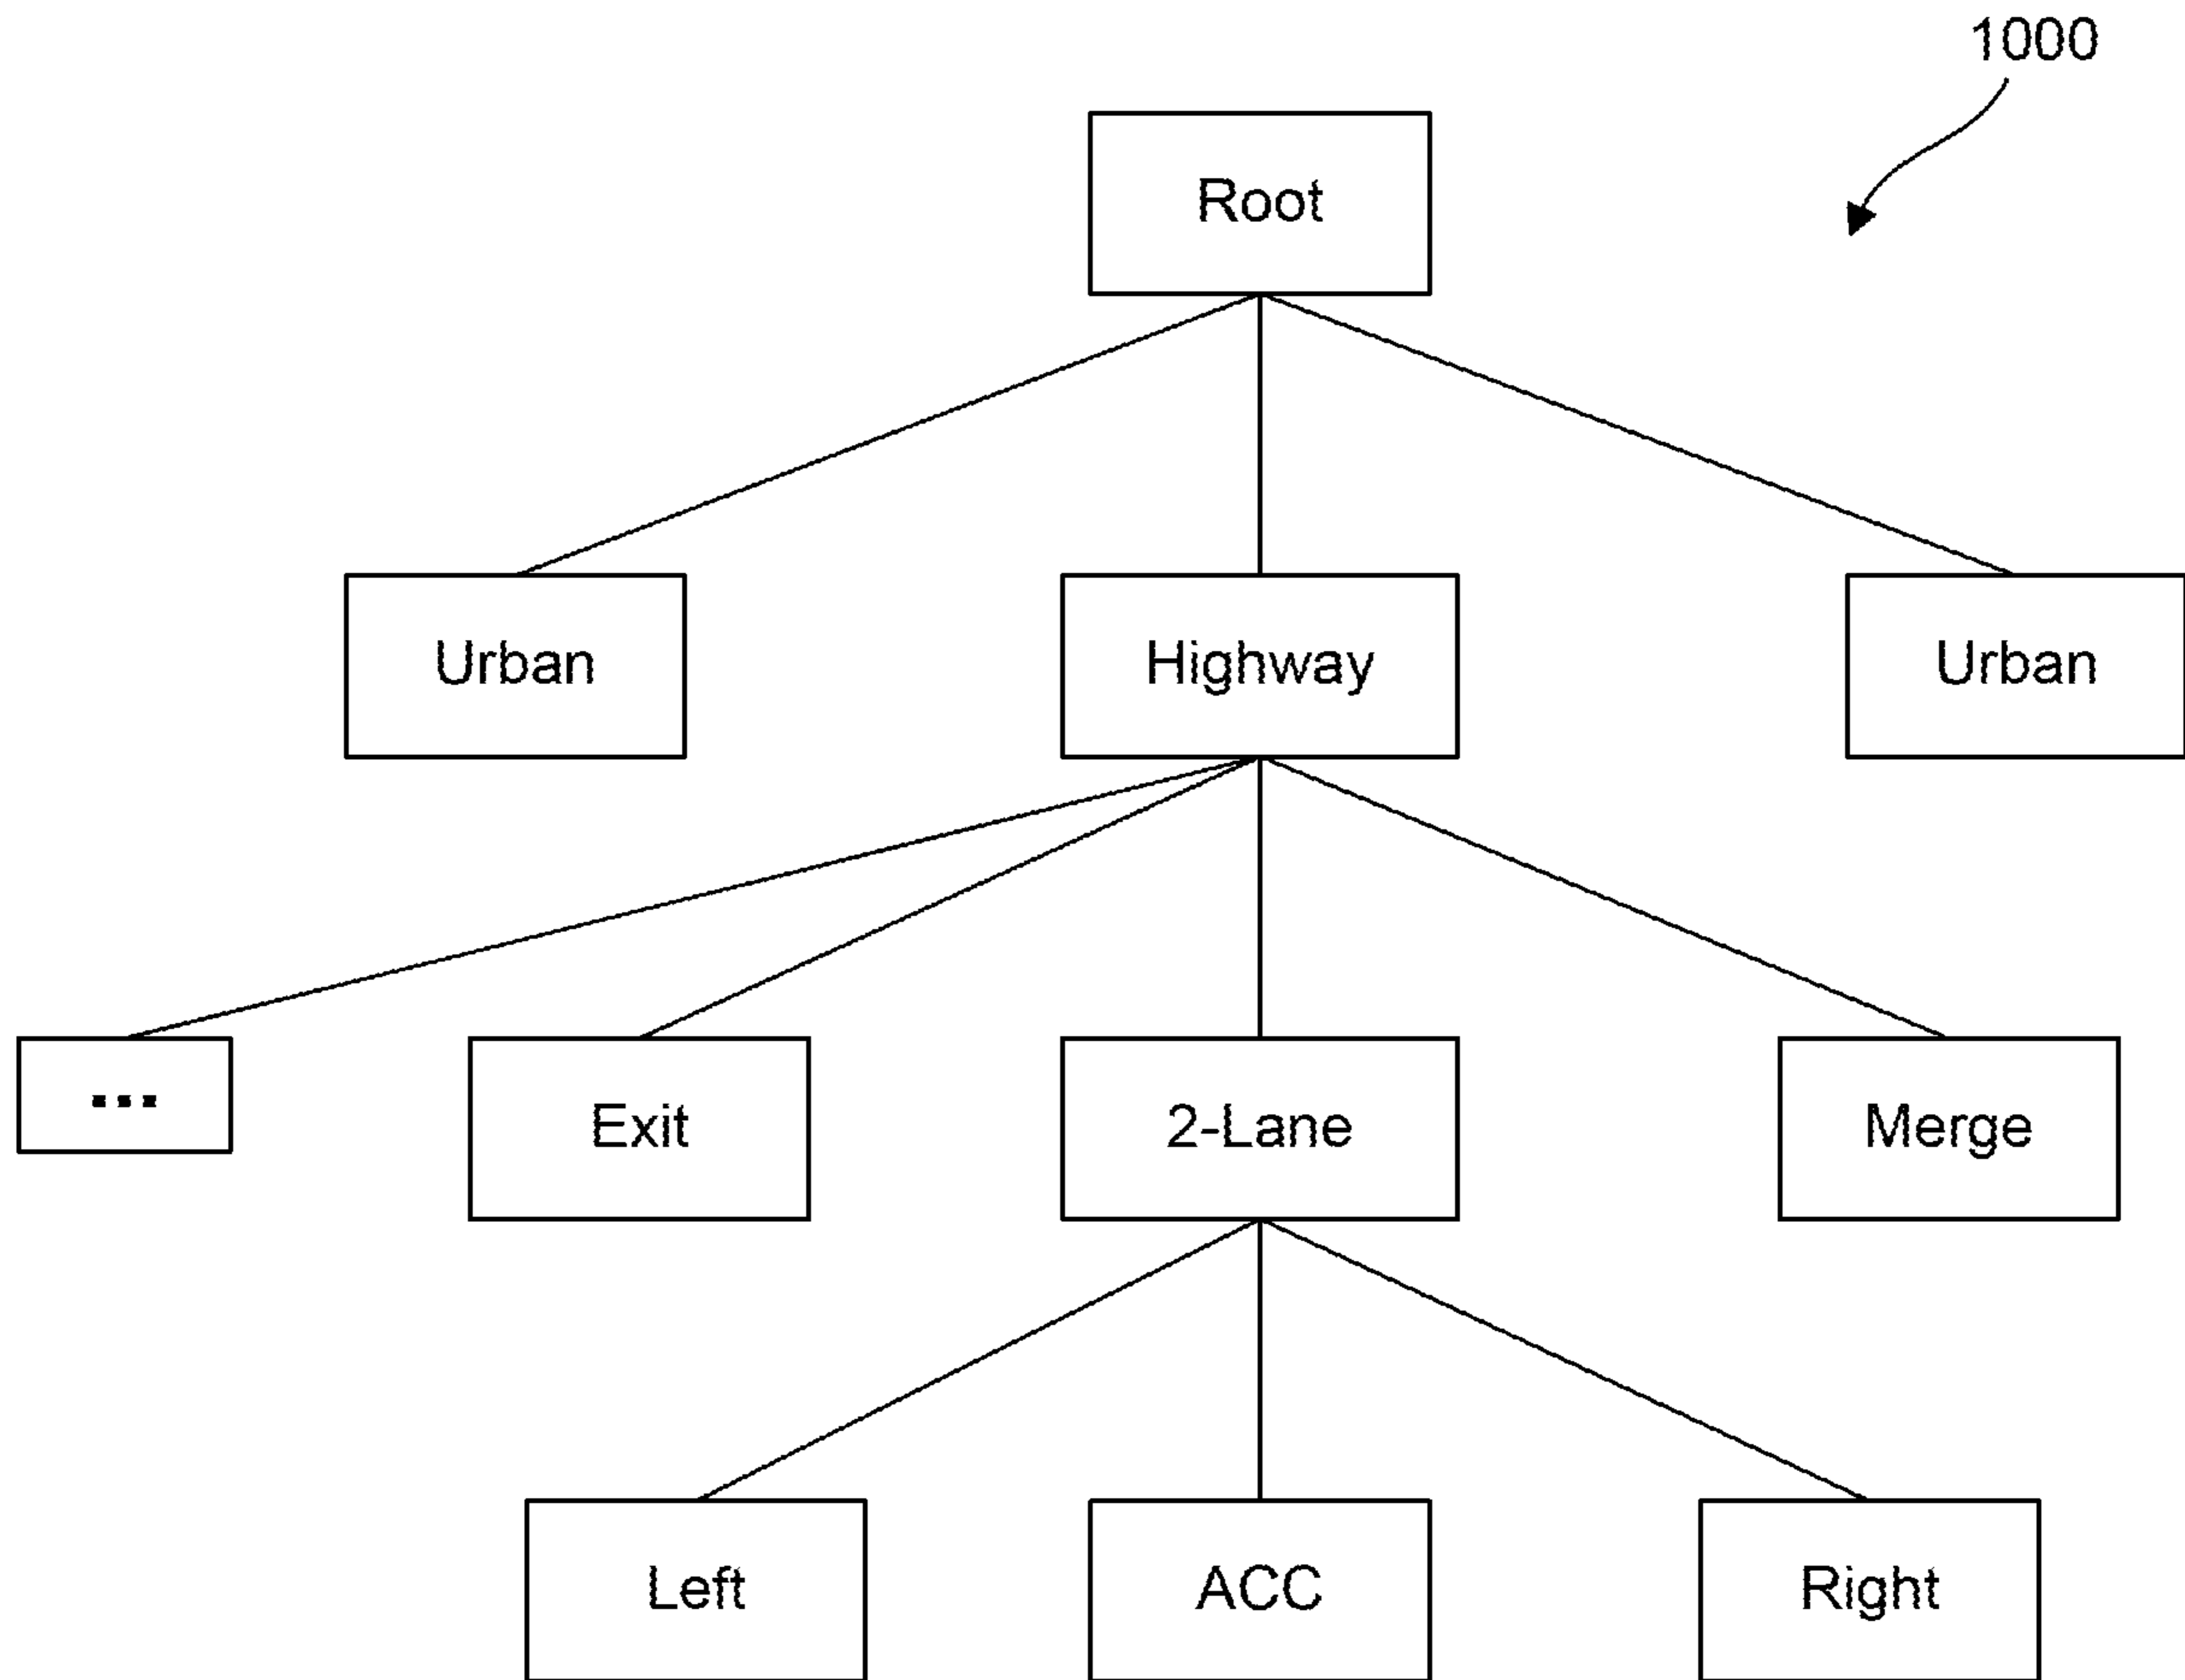 1000
Root
Urban
Highway
Urban
...
Exit
2-Lane
Merge
Left
ACC
Right